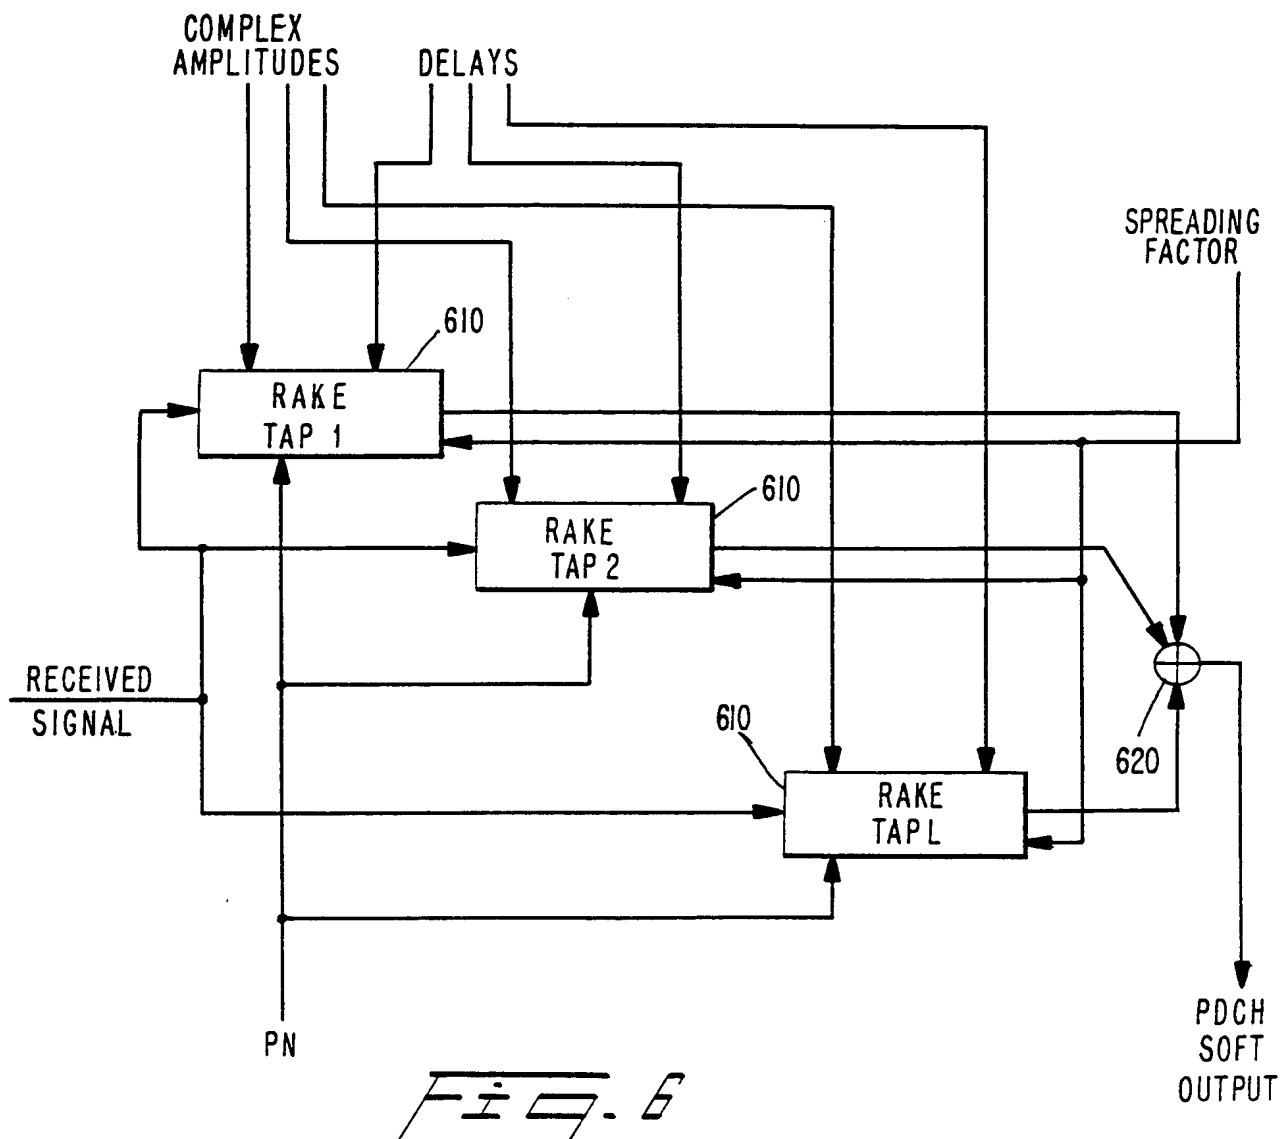 COMPLEX
AMPLITUDES
DELAYS
SPREADING
FACTOR
610
RAKE
TAP 1
610
RAKE
TAP 2
RECEIVED
SIGNAL
610
620
RAKE
TAP L
PN
PDCH
SOFT
OUTPUT
Fig. 6